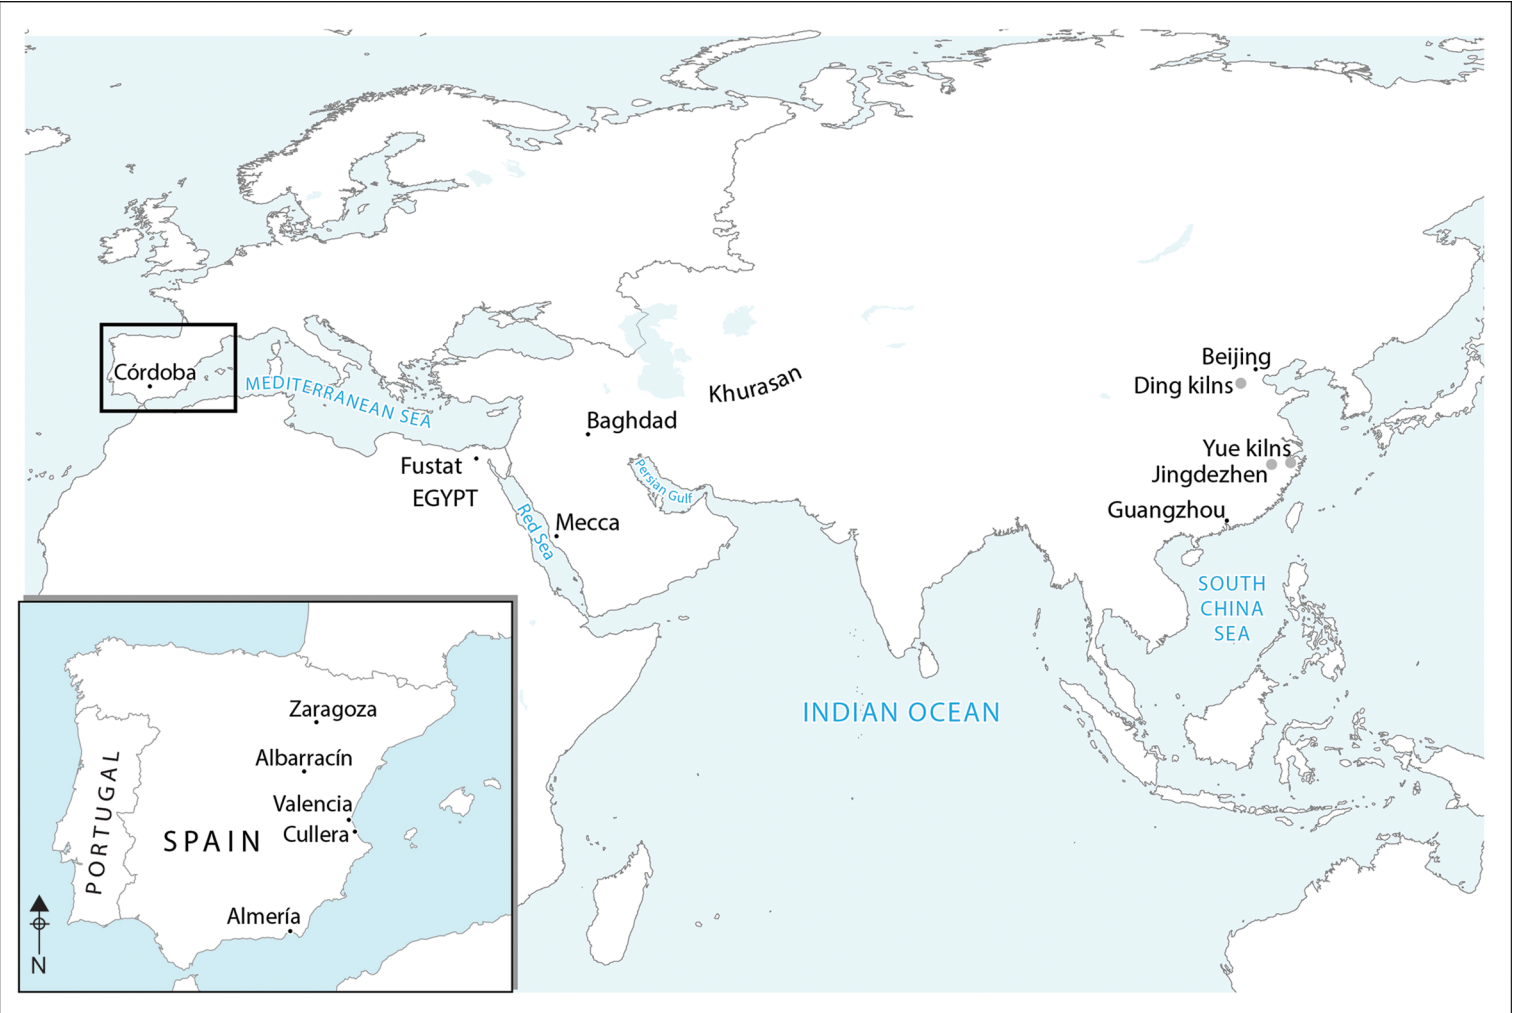 Córdoba
MEDITERRANEAN SEA
Khurasan
Baghdad
Fustat
EGYPT
Persian Gulf
Red Sea
Mecca
Beijing
Ding kilns
Yue kilns
Jingdezhen
Guangzhou
SOUTH
CHINA
SEA
INDIAN OCEAN
Zaragoza
Albarracín
Valencia
Cullera
SPAIN
PORTUGAL
Almería
N